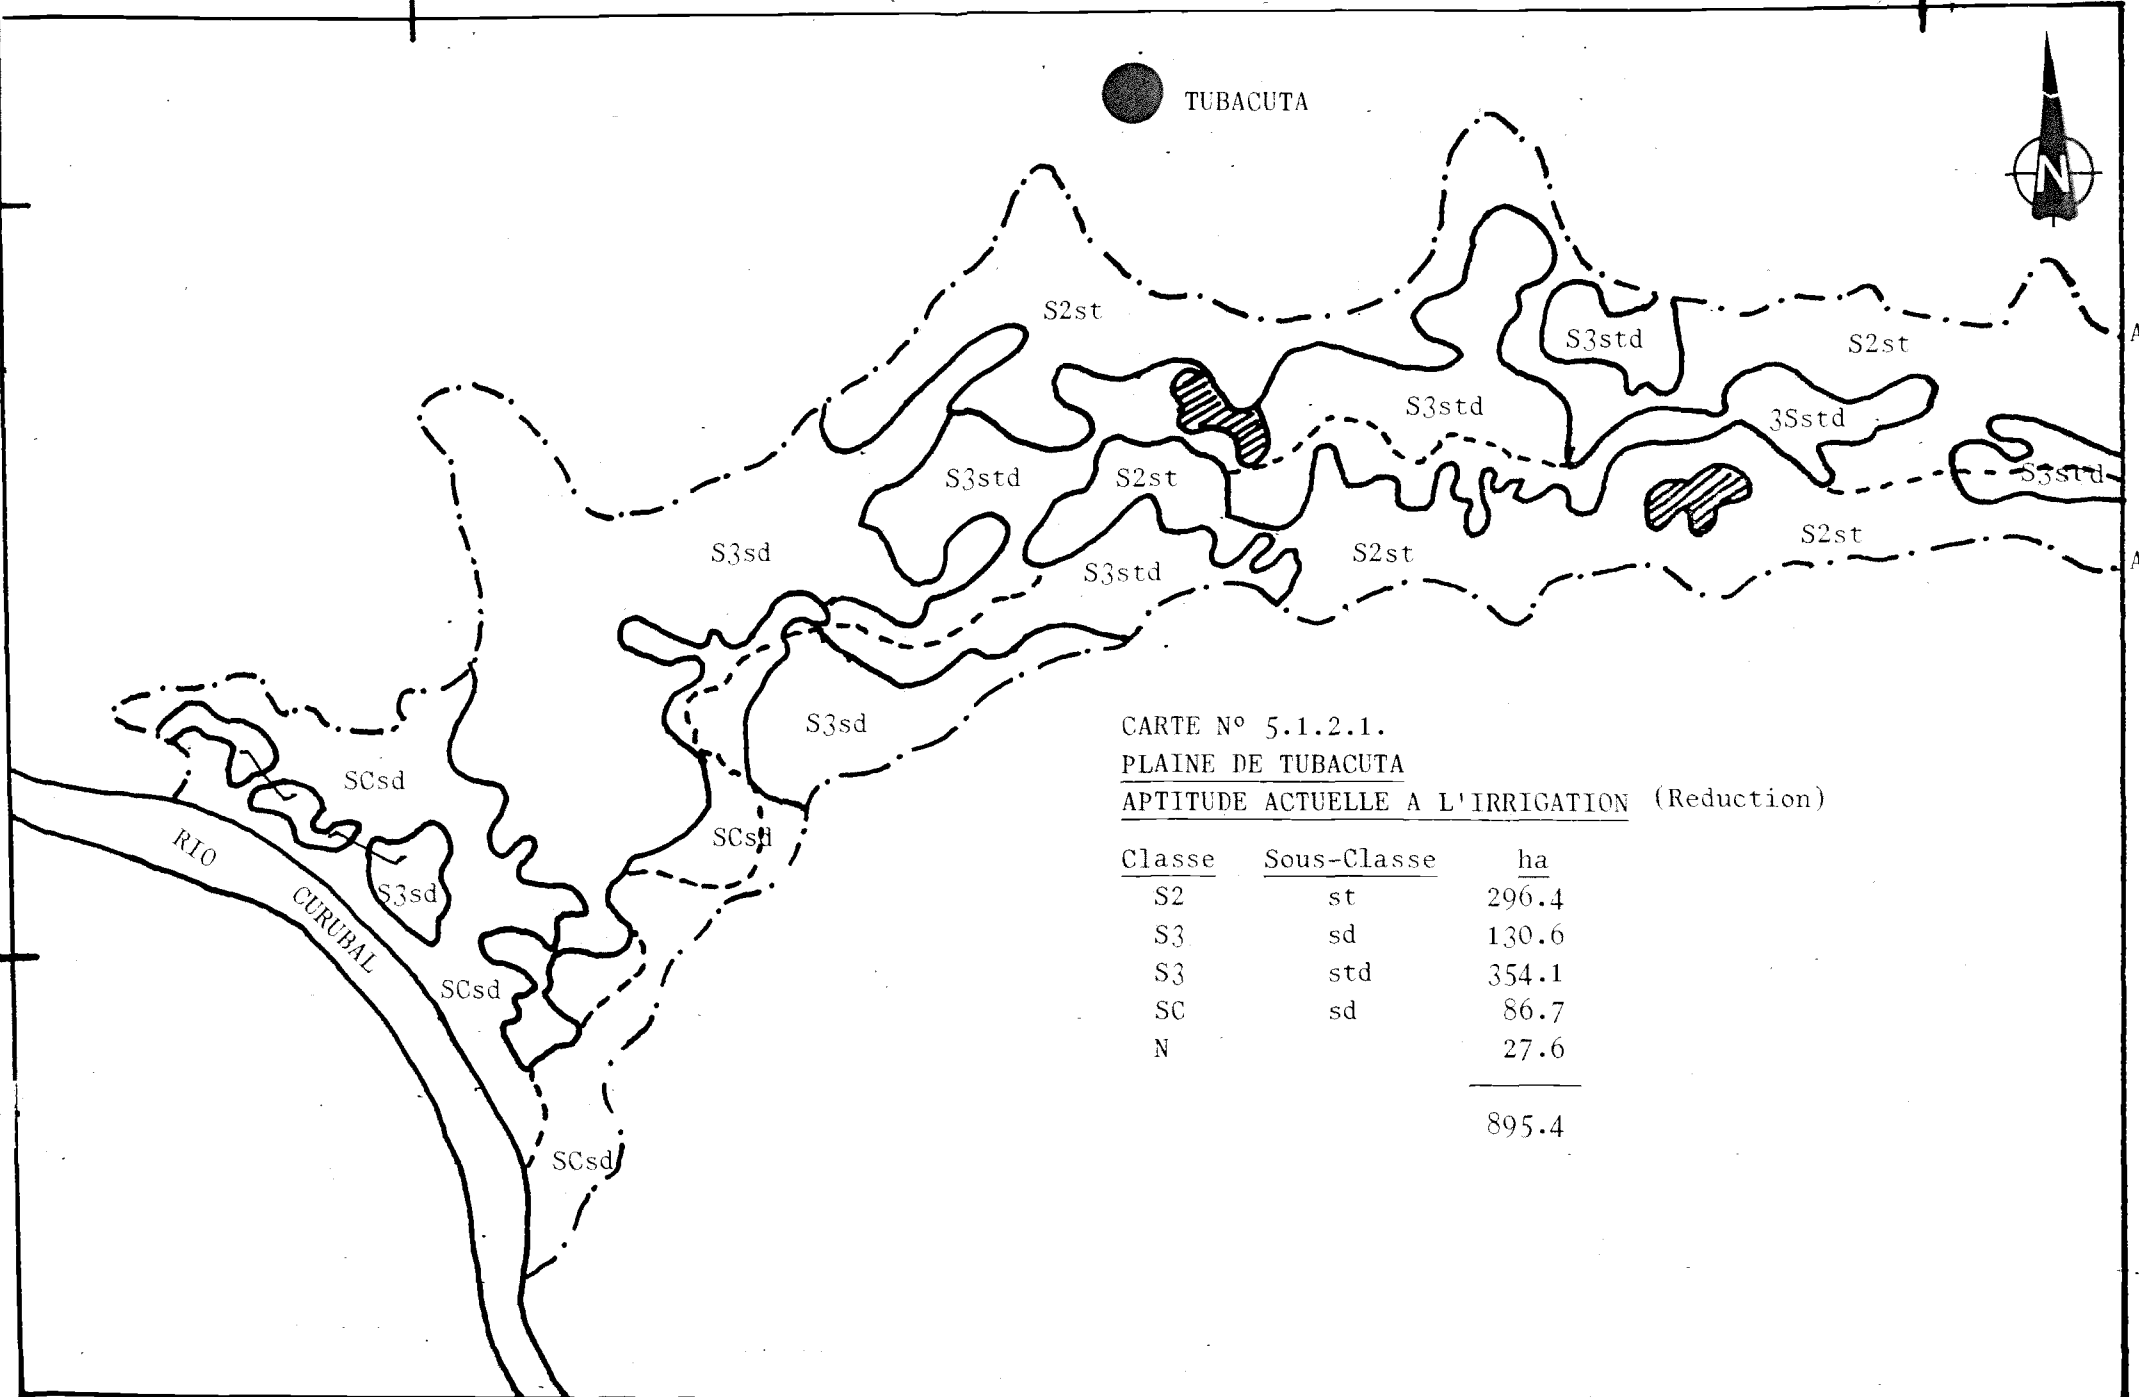 TUBACUTA
N
S2st
A
S3std
S2st
S3std
3Sstd
S3std
S2st
S3std
S2st
S2st
S3sd
S3std
A
S3sd
SCsd
SCsd
RIO
CURUBAL
S3sd
SCsd
SCsd
CARTE Nº 5.1.2.1.
PLAINE DE TUBACUTA
APTITUDE ACTUELLE A L'IRRIGATION (Reduction)
Classe Sous-Classe ha
S2 st 296.4
S3 sd 130.6
S3 std 354.1
SC sd 86.7
N 27.6
895.4